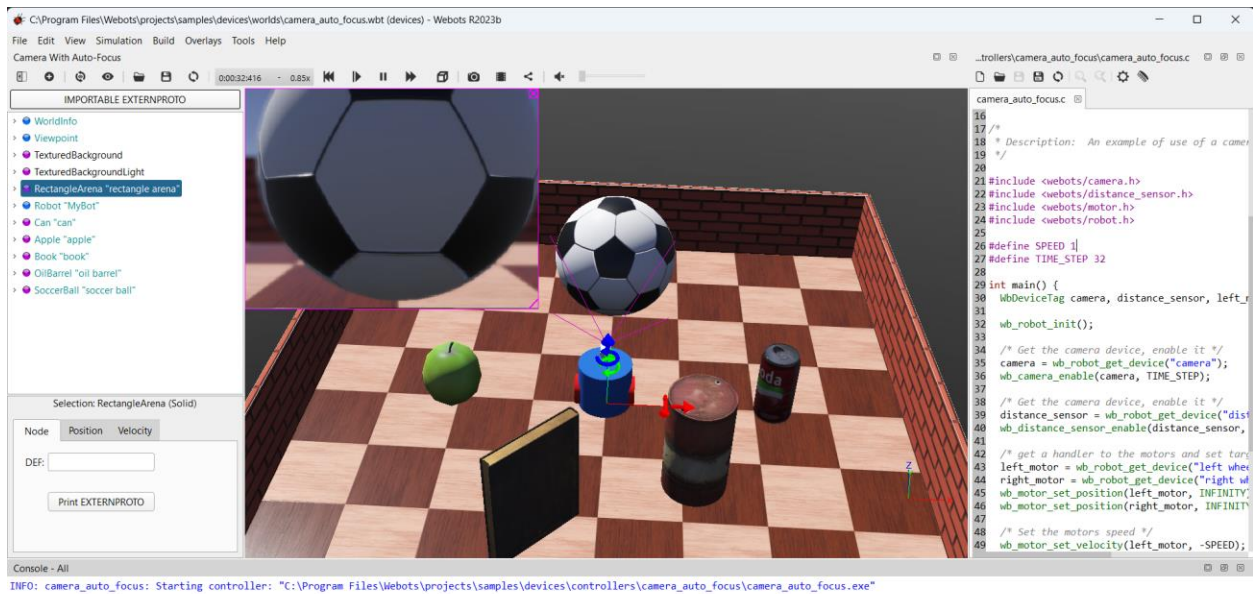 C:\Program Files\Webots\projects\samples\devices\worlds\camera_auto_focus.wbt (devices) - Webots R2023b
File Edit View Simulation Build Overlays Tools Help
Camera With Auto-Focus
0:00:32:416 - 0.85x
IMPORTABLE EXTERNPROTO
WorldInfo
Viewpoint
TexturedBackground
TexturedBackgroundLight
RectangleArena "rectangle arena"
Robot "MyBot"
Can "can"
Apple "apple"
Book "book"
OilBarrel "oil barrel"
SoccerBall "soccer ball"
Selection: RectangleArena (Solid)
Node Position Velocity
DEF:
Print EXTERNPROTO
oda
Z
...trollers\camera_auto_focus\camera_auto_focus.c
camera_auto_focus.c
16
17 /*
18 * Description: An example of use of a camer
19 */
20
21 #include <webots/camera.h>
22 #include <webots/distance_sensor.h>
23 #include <webots/motor.h>
24 #include <webots/robot.h>
25
26 #define SPEED 1
27 #define TIME_STEP 32
28
29 int main() {
30 WbDeviceTag camera, distance_sensor, left_m
31
32 wb_robot_init();
33
34 /* Get the camera device, enable it */
35 camera = wb_robot_get_device("camera");
36 wb_camera_enable(camera, TIME_STEP);
37
38 /* Get the camera device, enable it */
39 distance_sensor = wb_robot_get_device("dist
40 wb_distance_sensor_enable(distance_sensor,
41
42 /* get a handler to the motors and set targ
43 left_motor = wb_robot_get_device("left whee
44 right_motor = wb_robot_get_device("right wh
45 wb_motor_set_position(left_motor, INFINITY)
46 wb_motor_set_position(right_motor, INFINITY
47
48 /* Set the motors speed */
49 wb_motor_set_velocity(left_motor, -SPEED);
Console - All
INFO: camera_auto_focus: Starting controller: "C:\Program Files\Webots\projects\samples\devices\controllers\camera_auto_focus\camera_auto_focus.exe"